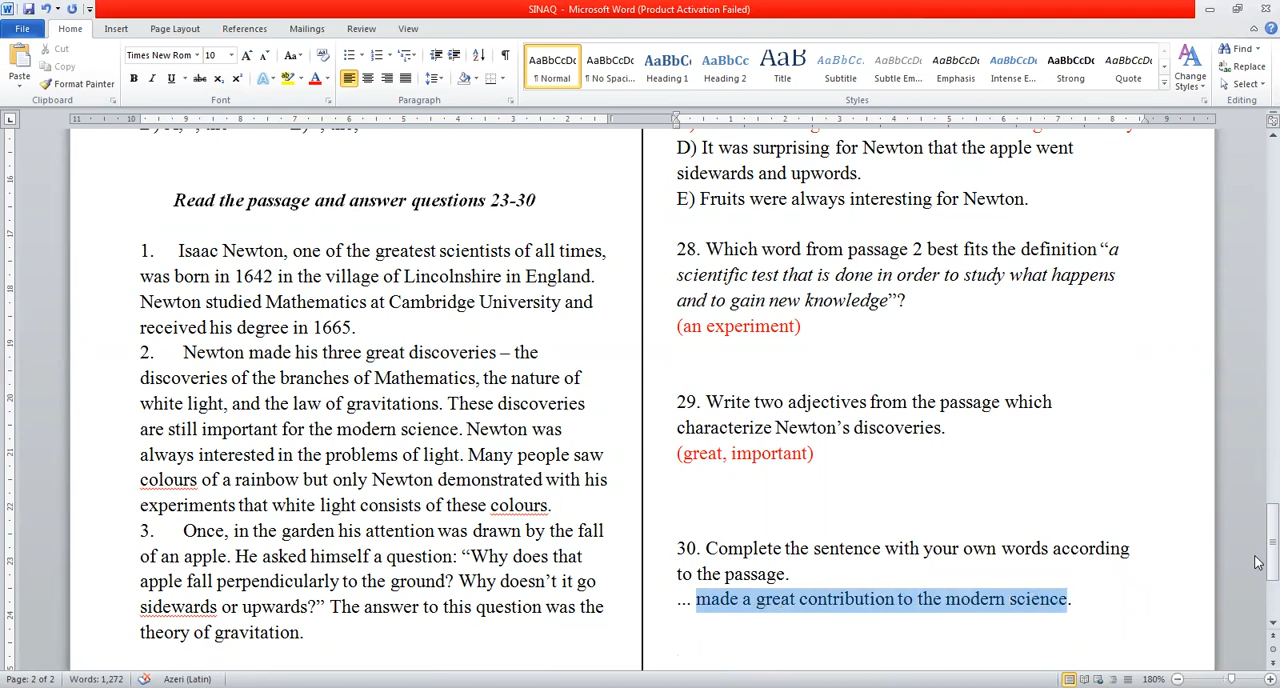 SINAQ - Microsoft Word (Product Activation Failed)
File Home Insert Page Layout References Mailings Review View
Paste
Cut
Copy
Format Painter
Clipboard
Times New Rom 10
B I U abc x₂ x²
Font
Paragraph
AaBbCcDc AaBbCcDc AaBbC AaBbCc AaB AaBbCc. AaBbCcDc AaBbCcDc AaBbCcDc AaBbCcDc AaBbCcDc
¶ Normal ¶ No Spaci... Heading 1 Heading 2 Title Subtitle Subtle Em... Emphasis Intense E... Strong Quote
Styles
Change
Styles
Find
Replace
Select
Editing
Read the passage and answer questions 23-30
1. Isaac Newton, one of the greatest scientists of all times,
was born in 1642 in the village of Lincolnshire in England.
Newton studied Mathematics at Cambridge University and
received his degree in 1665.
2. Newton made his three great discoveries – the
discoveries of the branches of Mathematics, the nature of
white light, and the law of gravitations. These discoveries
are still important for the modern science. Newton was
always interested in the problems of light. Many people saw
colours of a rainbow but only Newton demonstrated with his
experiments that white light consists of these colours.
3. Once, in the garden his attention was drawn by the fall
of an apple. He asked himself a question: “Why does that
apple fall perpendicularly to the ground? Why doesn’t it go
sidewards or upwards?” The answer to this question was the
theory of gravitation.
D) It was surprising for Newton that the apple went
sidewards and upwords.
E) Fruits were always interesting for Newton.
28. Which word from passage 2 best fits the definition “a
scientific test that is done in order to study what happens
and to gain new knowledge”?
(an experiment)
29. Write two adjectives from the passage which
characterize Newton’s discoveries.
(great, important)
30. Complete the sentence with your own words according
to the passage.
... made a great contribution to the modern science.
Page: 2 of 2 Words: 1,272 Azeri (Latin) 180%